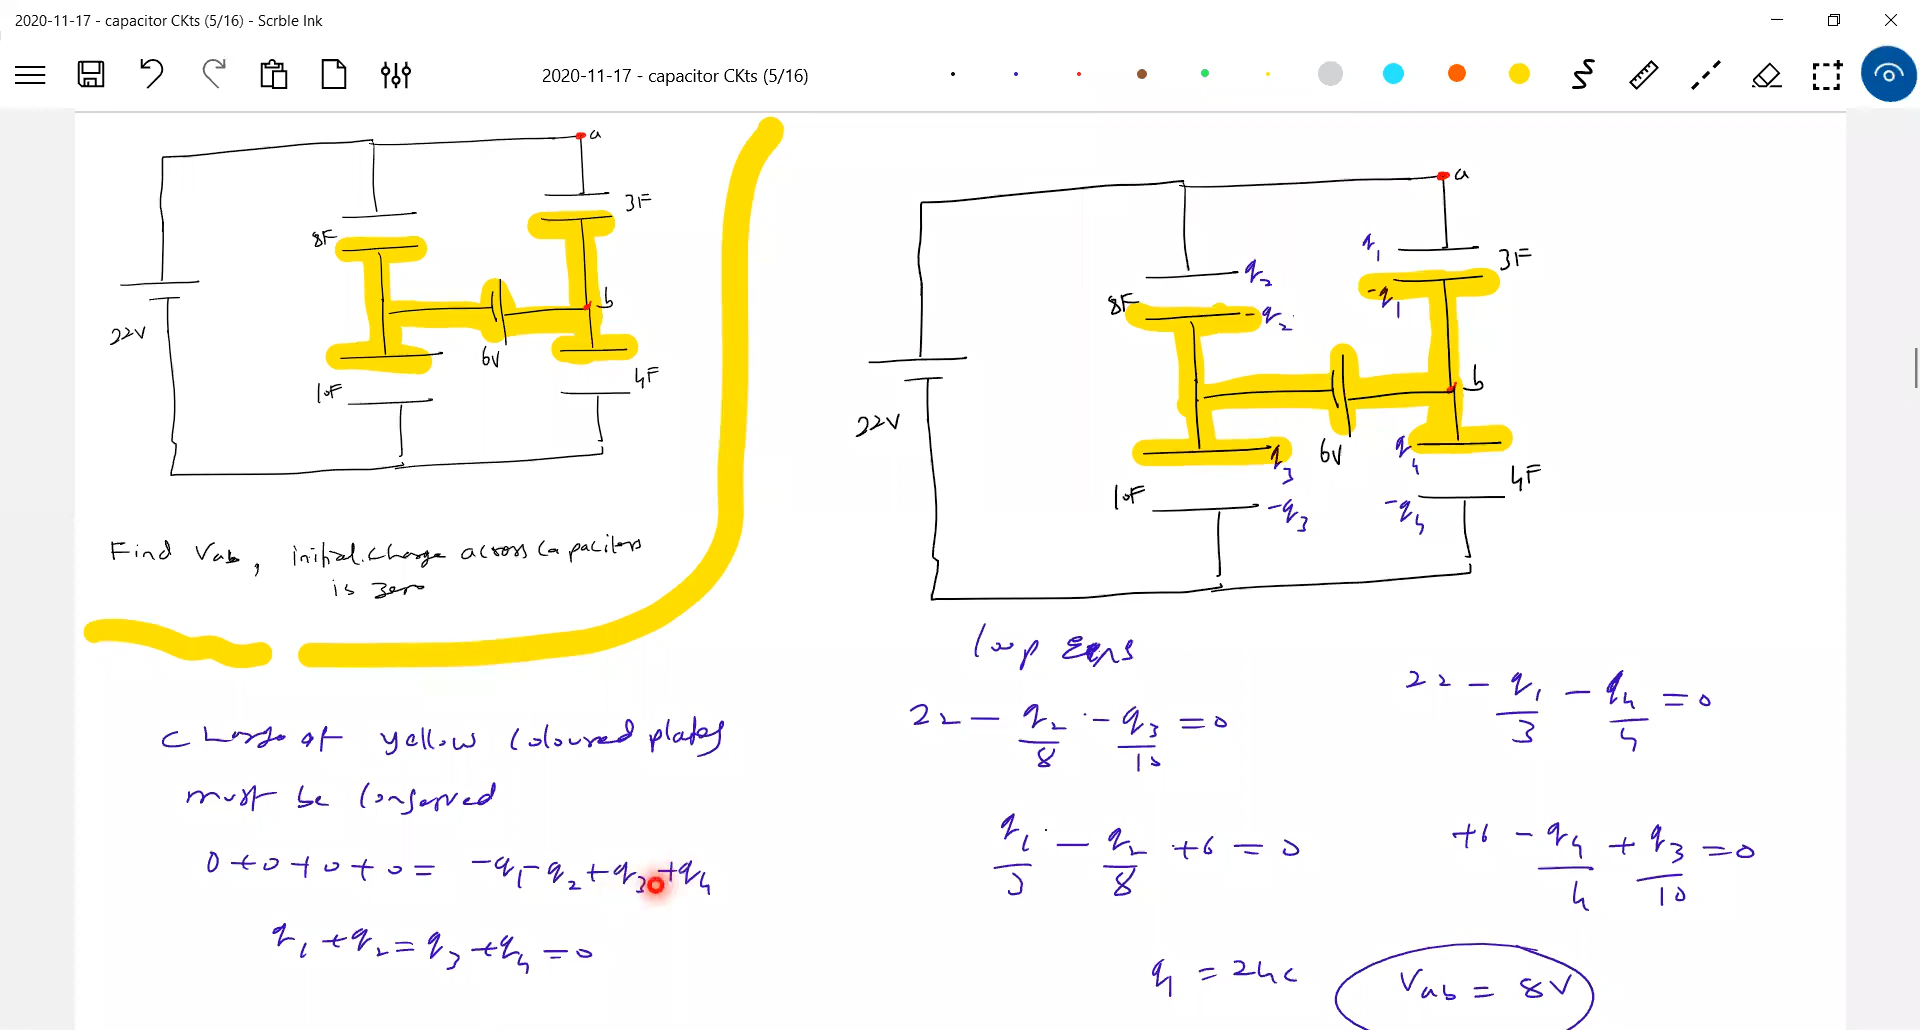 2020-11-17 - capacitor CKts (5/16) - Scrble Ink
2020-11-17 - capacitor CKts (5/16)
a
3F
8F
b
22V
6V
10F
4F
Find Vab, initial charge across capacitors
is zero
a
q1
3F
q2
-q1
8F
-q2
b
22V
q3
6V
q4
10F
-q3
-q4
4F
loop Eqns
22 - q2/8 - q3/10 = 0
22 - q1/3 - q4/4 = 0
q1/3 - q2/8 + 6 = 0
+6 - q4/4 + q3/10 = 0
q1 = 24C
Vab = 8V
charge of yellow coloured plates
must be conserved
0+0+0+0 = -q1-q2+q3+q4
q1+q2=q3+q4=0